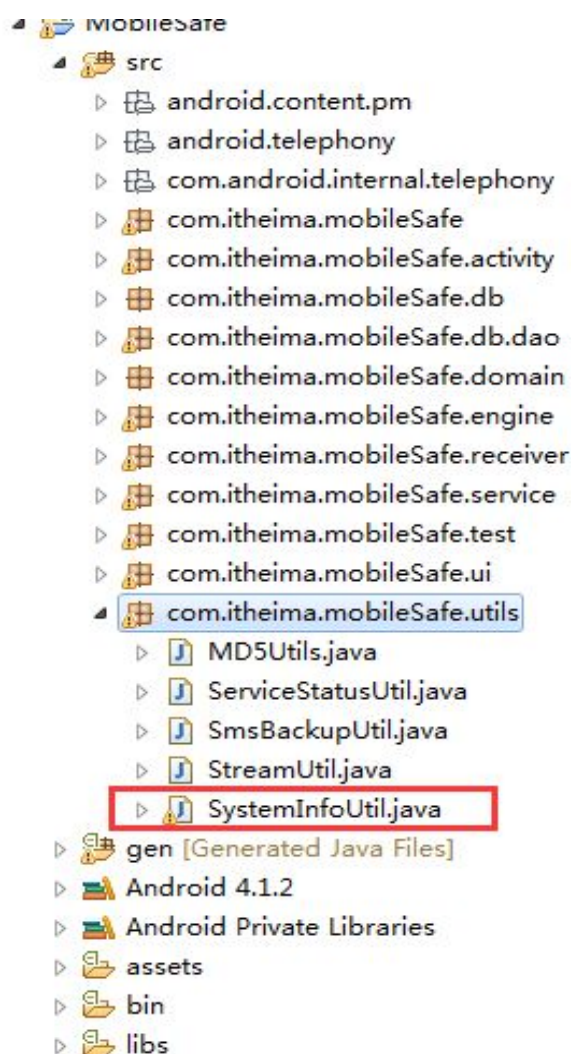 MobileSafe
src
android.content.pm
android.telephony
com.android.internal.telephony
com.itheima.mobileSafe
com.itheima.mobileSafe.activity
com.itheima.mobileSafe.db
com.itheima.mobileSafe.db.dao
com.itheima.mobileSafe.domain
com.itheima.mobileSafe.engine
com.itheima.mobileSafe.receiver
com.itheima.mobileSafe.service
com.itheima.mobileSafe.test
com.itheima.mobileSafe.ui
com.itheima.mobileSafe.utils
MD5Utils.java
ServiceStatusUtil.java
SmsBackupUtil.java
StreamUtil.java
SystemInfoUtil.java
gen [Generated Java Files]
Android 4.1.2
Android Private Libraries
assets
bin
libs